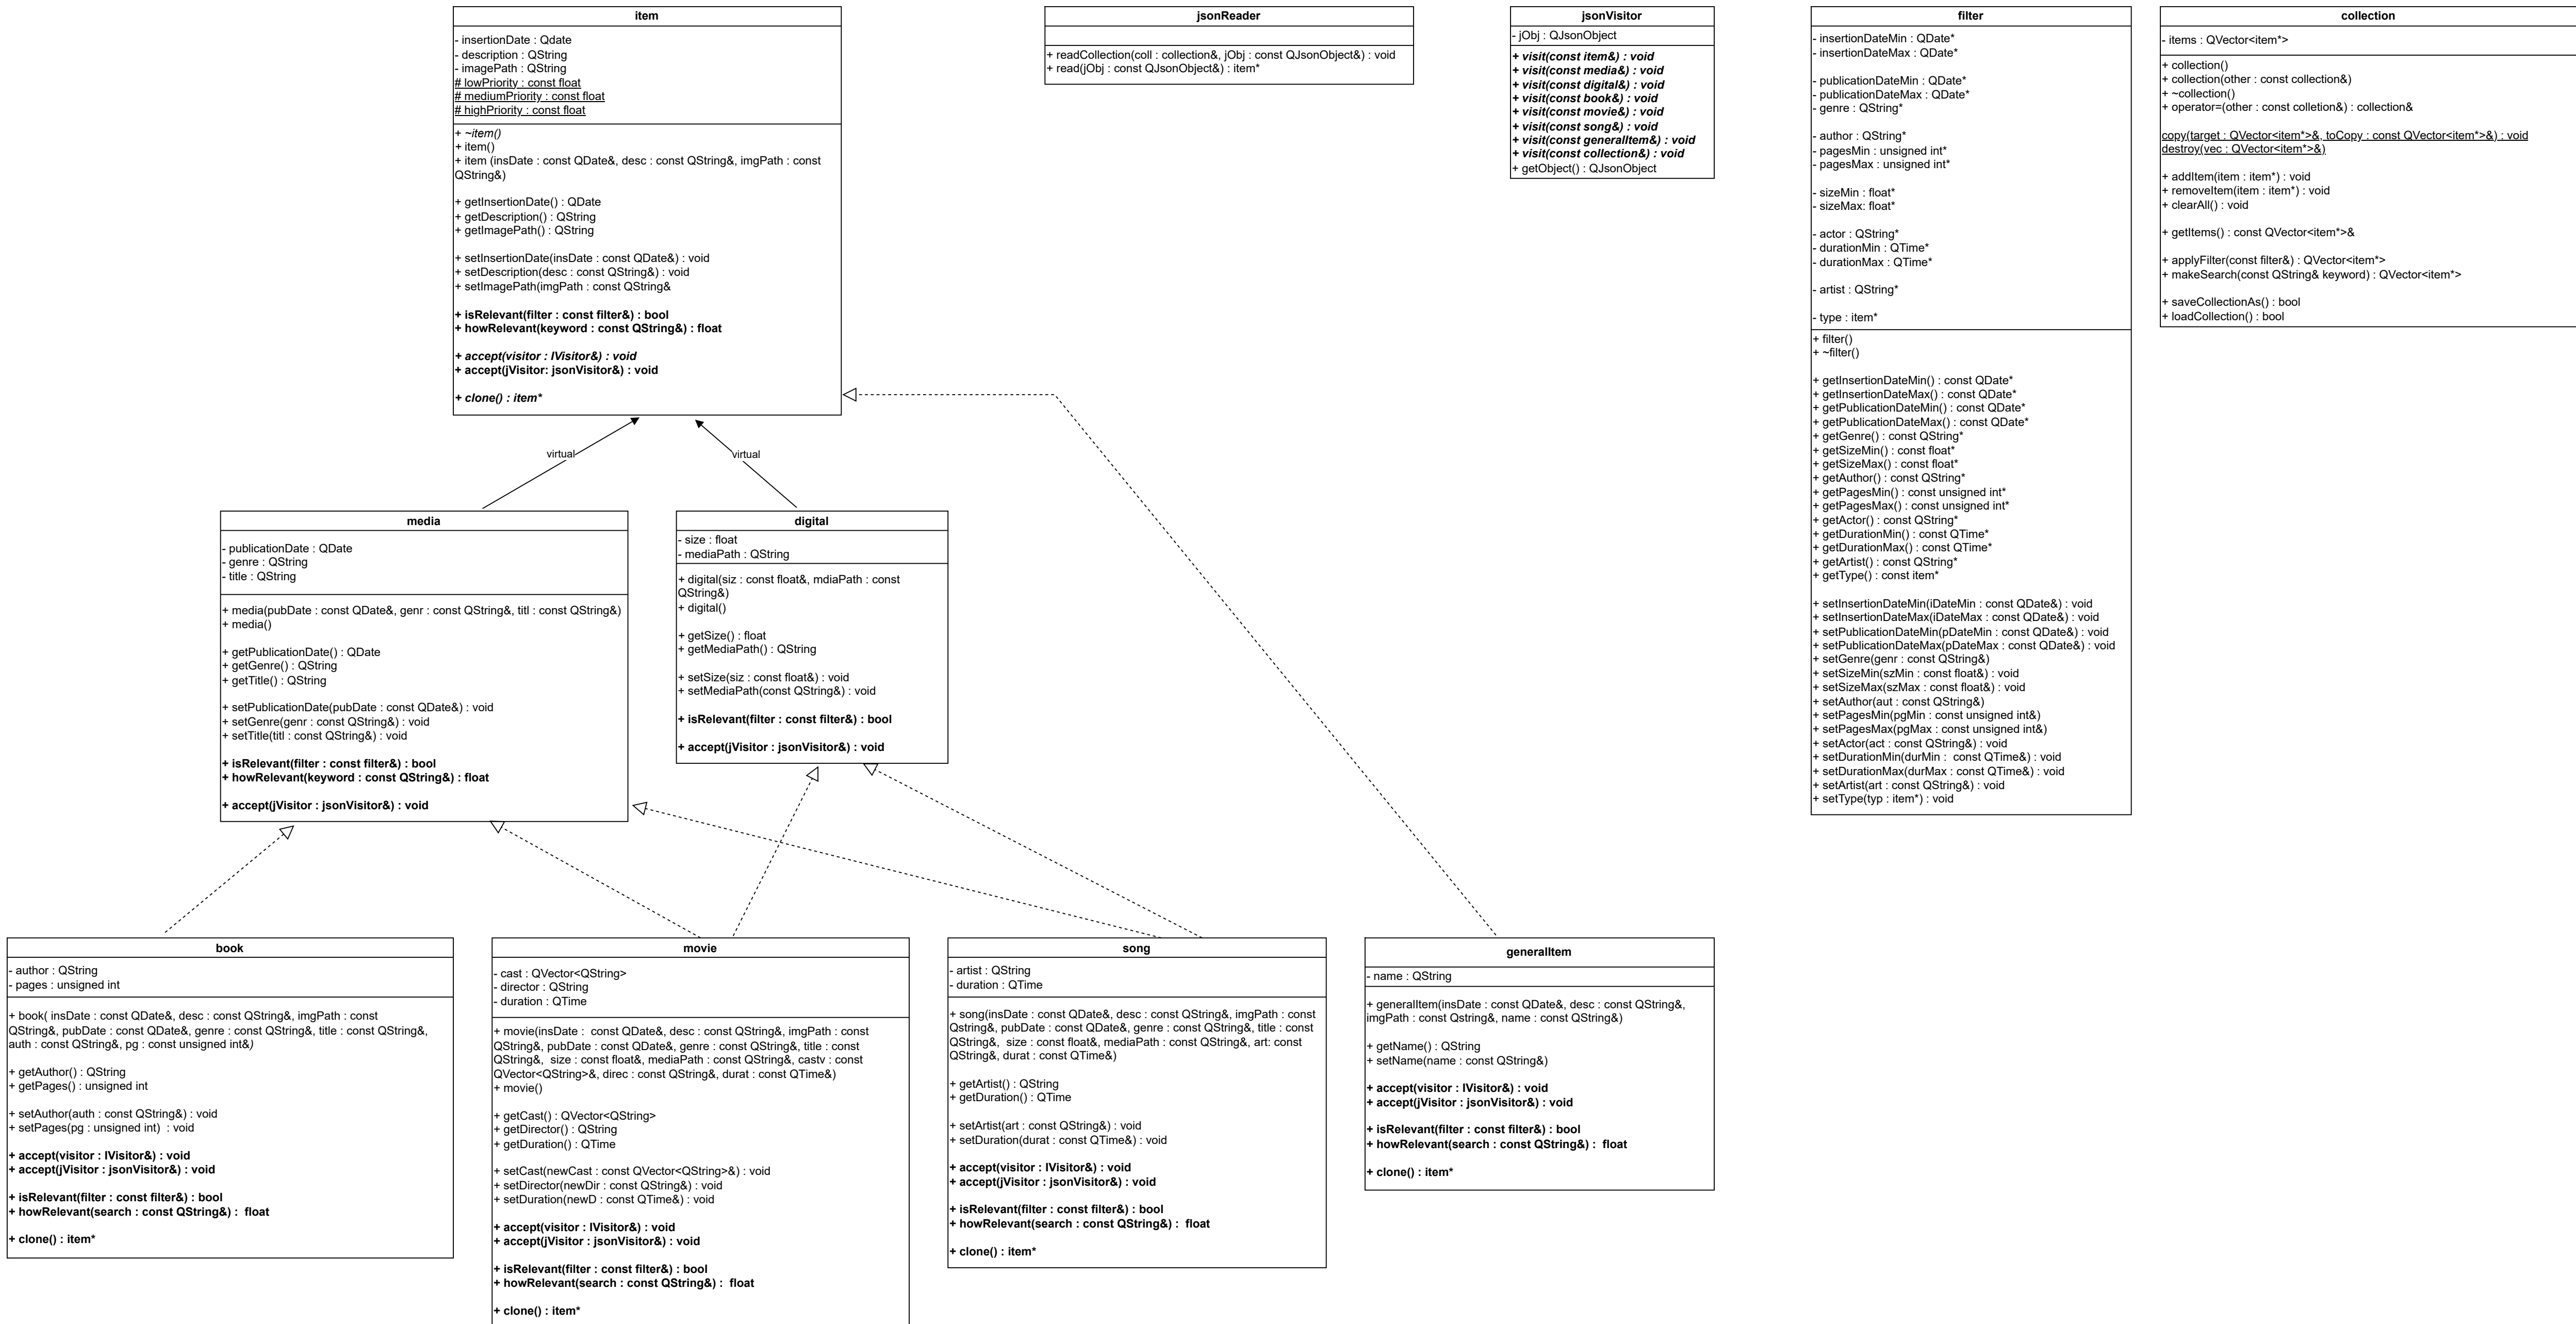 item
- insertionDate : Qdate
- description : QString
- imagePath : QString
# lowPriority : const float
# mediumPriority : const float
# highPriority : const float
+ ~item()
+ item()
+ item (insDate : const QDate&, desc : const QString&, imgPath : const
QString&)
+ getInsertionDate() : QDate
+ getDescription() : QString
+ getImagePath() : QString
+ setInsertionDate(insDate : const QDate&) : void
+ setDescription(desc : const QString&) : void
+ setImagePath(imgPath : const QString&
+ isRelevant(filter : const filter&) : bool
+ howRelevant(keyword : const QString&) : float
+ accept(visitor : IVisitor&) : void
+ accept(jVisitor: jsonVisitor&) : void
+ clone() : item*
jsonReader
+ readCollection(coll : collection&, jObj : const QJsonObject&) : void
+ read(jObj : const QJsonObject&) : item*
jsonVisitor
- jObj : QJsonObject
+ visit(const item&) : void
+ visit(const media&) : void
+ visit(const digital&) : void
+ visit(const book&) : void
+ visit(const movie&) : void
+ visit(const song&) : void
+ visit(const generalItem&) : void
+ visit(const collection&) : void
+ getObject() : QJsonObject
filter
- insertionDateMin : QDate*
- insertionDateMax : QDate*
- publicationDateMin : QDate*
- publicationDateMax : QDate*
- genre : QString*
- author : QString*
- pagesMin : unsigned int*
- pagesMax : unsigned int*
- sizeMin : float*
- sizeMax: float*
- actor : QString*
- durationMin : QTime*
- durationMax : QTime*
- artist : QString*
- type : item*
+ filter()
+ ~filter()
+ getInsertionDateMin() : const QDate*
+ getInsertionDateMax() : const QDate*
+ getPublicationDateMin() : const QDate*
+ getPublicationDateMax() : const QDate*
+ getGenre() : const QString*
+ getSizeMin() : const float*
+ getSizeMax() : const float*
+ getAuthor() : const QString*
+ getPagesMin() : const unsigned int*
+ getPagesMax() : const unsigned int*
+ getActor() : const QString*
+ getDurationMin() : const QTime*
+ getDurationMax() : const QTime*
+ getArtist() : const QString*
+ getType() : const item*
+ setInsertionDateMin(iDateMin : const QDate&) : void
+ setInsertionDateMax(iDateMax : const QDate&) : void
+ setPublicationDateMin(pDateMin : const QDate&) : void
+ setPublicationDateMax(pDateMax : const QDate&) : void
+ setGenre(genr : const QString&)
+ setSizeMin(szMin : const float&) : void
+ setSizeMax(szMax : const float&) : void
+ setAuthor(aut : const QString&)
+ setPagesMin(pgMin : const unsigned int&)
+ setPagesMax(pgMax : const unsigned int&)
+ setActor(act : const QString&) : void
+ setDurationMin(durMin :  const QTime&) : void
+ setDurationMax(durMax : const QTime&) : void
+ setArtist(art : const QString&) : void
+ setType(typ : item*) : void
collection
- items : QVector<item*>
+ collection()
+ collection(other : const collection&)
+ ~collection()
+ operator=(other : const colletion&) : collection&
copy(target : QVector<item*>&, toCopy : const QVector<item*>&) : void
destroy(vec : QVector<item*>&)
+ addItem(item : item*) : void
+ removeItem(item : item*) : void
+ clearAll() : void
+ getItems() : const QVector<item*>&
+ applyFilter(const filter&) : QVector<item*>
+ makeSearch(const QString& keyword) : QVector<item*>
+ saveCollectionAs() : bool
+ loadCollection() : bool
virtual
virtual
media
- publicationDate : QDate
- genre : QString
- title : QString
+ media(pubDate : const QDate&, genr : const QString&, titl : const QString&)
+ media()
+ getPublicationDate() : QDate
+ getGenre() : QString
+ getTitle() : QString
+ setPublicationDate(pubDate : const QDate&) : void
+ setGenre(genr : const QString&) : void
+ setTitle(titl : const QString&) : void
+ isRelevant(filter : const filter&) : bool
+ howRelevant(keyword : const QString&) : float
+ accept(jVisitor : jsonVisitor&) : void
digital
- size : float
- mediaPath : QString
+ digital(siz : const float&, mdiaPath : const
QString&)
+ digital()
+ getSize() : float
+ getMediaPath() : QString
+ setSize(siz : const float&) : void
+ setMediaPath(const QString&) : void
+ isRelevant(filter : const filter&) : bool
+ accept(jVisitor : jsonVisitor&) : void
book
- author : QString
- pages : unsigned int
+ book( insDate : const QDate&, desc : const QString&, imgPath : const
QString&, pubDate : const QDate&, genre : const QString&, title : const QString&,
auth : const QString&, pg : const unsigned int&)
+ getAuthor() : QString
+ getPages() : unsigned int
+ setAuthor(auth : const QString&) : void
+ setPages(pg : unsigned int)  : void
+ accept(visitor : IVisitor&) : void
+ accept(jVisitor : jsonVisitor&) : void
+ isRelevant(filter : const filter&) : bool
+ howRelevant(search : const QString&) :  float
+ clone() : item*
movie
- cast : QVector<QString>
- director : QString
- duration : QTime
+ movie(insDate :  const QDate&, desc : const QString&, imgPath : const
QString&, pubDate : const QDate&, genre : const QString&, title : const
QString&,  size : const float&, mediaPath : const QString&, castv : const
QVector<QString>&, direc : const QString&, durat : const QTime&)
+ movie()
+ getCast() : QVector<QString>
+ getDirector() : QString
+ getDuration() : QTime
+ setCast(newCast : const QVector<QString>&) : void
+ setDirector(newDir : const QString&) : void
+ setDuration(newD : const QTime&) : void
+ accept(visitor : IVisitor&) : void
+ accept(jVisitor : jsonVisitor&) : void
+ isRelevant(filter : const filter&) : bool
+ howRelevant(search : const QString&) :  float
+ clone() : item*
song
- artist : QString
- duration : QTime
+ song(insDate : const QDate&, desc : const QString&, imgPath : const
Qstring&, pubDate : const QDate&, genre : const QString&, title : const
QString&,  size : const float&, mediaPath : const QString&, art: const
QString&, durat : const QTime&)
+ getArtist() : QString
+ getDuration() : QTime
+ setArtist(art : const QString&) : void
+ setDuration(durat : const QTime&) : void
+ accept(visitor : IVisitor&) : void
+ accept(jVisitor : jsonVisitor&) : void
+ isRelevant(filter : const filter&) : bool
+ howRelevant(search : const QString&) :  float
+ clone() : item*
generalItem
- name : QString
+ generalItem(insDate : const QDate&, desc : const QString&,
imgPath : const Qstring&, name : const QString&)
+ getName() : QString
+ setName(name : const QString&)
+ accept(visitor : IVisitor&) : void
+ accept(jVisitor : jsonVisitor&) : void
+ isRelevant(filter : const filter&) : bool
+ howRelevant(search : const QString&) :  float
+ clone() : item*